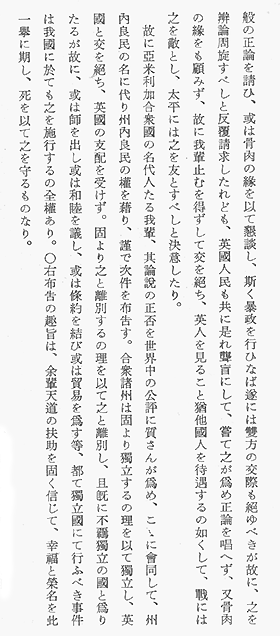 般の正論を請ひ、或は骨肉の緣を以て懇談し、斯く暴政を行ひなば遂には雙方の交際も絕ゆべきが故に、之を
辯論周旋すべしと反覆請求したれども、英國人民も共に是れ聾盲にして、嘗て之が爲め正論を唱へず、又骨肉
の緣をも顧みず、故に我輩止むを得ずして交を絕ち、英人を見ること猶他國人を待遇するの如くして、戰には
之を敵とし、太平には之を友とすべしと決意したり。
故に亞米利加合衆國の名代人たる我輩、其論說の正否を世界中の公評に質さんが爲め、こゝに會同して、州
內良民の名に代り州內良民の權を藉り、謹で次件を布吿す。合衆諸州は固より獨立するの理を以て獨立し、英
國と交を絕ち、英國の支配を受けず。固より之と離別するの理を以て之と離別し、且旣に不羈獨立の國と爲り
たるが故に、或は師を出し或は和陸を議し、或は條約を結び或は貿易を爲す等、都て獨立國にて行ふべき事件
は我國に於ても之を施行するの全權あり。〇右布吿の趣旨は、余輩天道の扶助を固く信じて、幸福と榮名を此
一擧に期し、死を以て之を守るものなり。